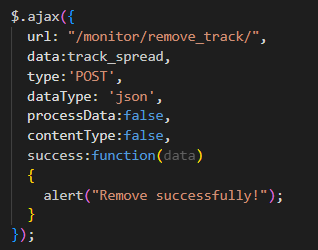 $.ajax({
url: "/monitor/remove_track/",
data:track_spread,
type:'POST',
dataType: 'json',
processData:false,
contentType:false,
success:function(data)
{
alert("Remove successfully!");
}
});